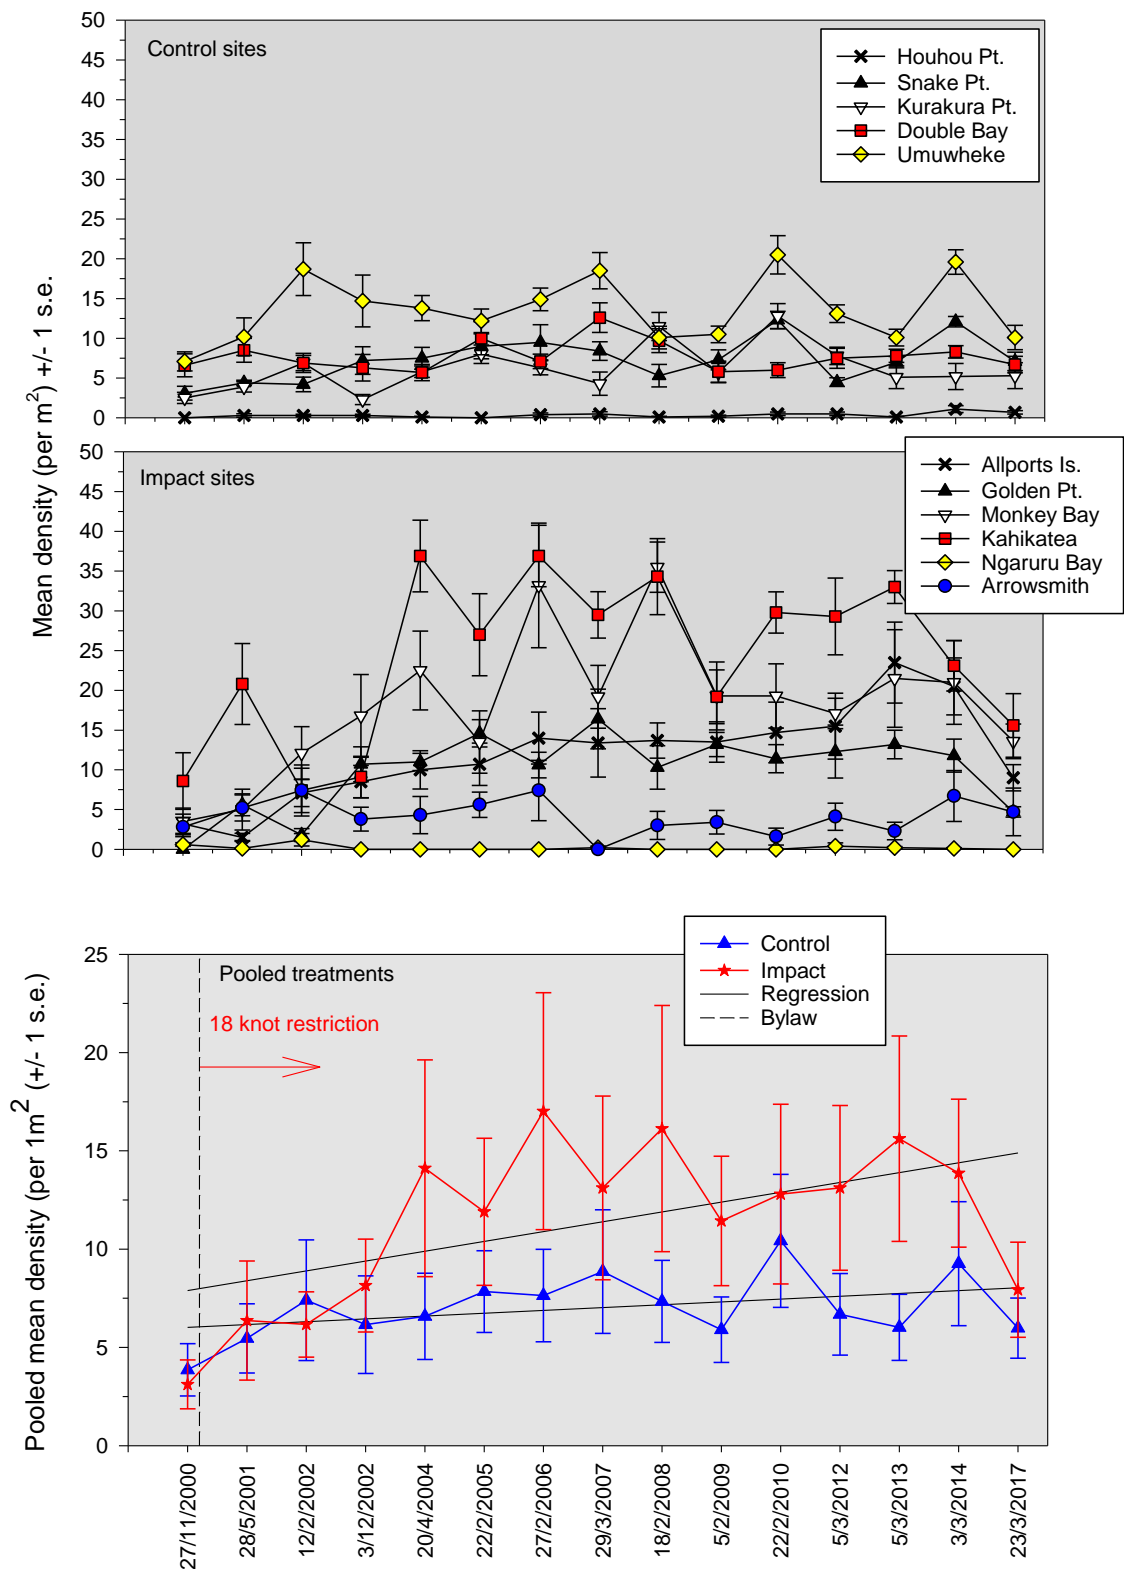 Control sites
50
45
40
35
30
25
20
15
10
5
0
Houhou Pt.
Snake Pt.
Kurakura Pt.
Double Bay
Umuwheke
Mean density (per m2) +/- 1 s.e.
Impact sites
50
45
40
35
30
25
20
15
10
5
0
Allports Is.
Golden Pt.
Monkey Bay
Kahikatea
Ngaruru Bay
Arrowsmith
Pooled mean density (per 1m2 (+/- 1 s.e.)
Pooled treatments
18 knot restriction
25
20
15
10
5
0
Control
Impact
Regression
Bylaw
27/11/2000
28/5/2001
12/2/2002
3/12/2002
20/4/2004
22/2/2005
27/2/2006
29/3/2007
18/2/2008
5/2/2009
22/2/2010
5/3/2012
5/3/2013
3/3/2014
23/3/2017